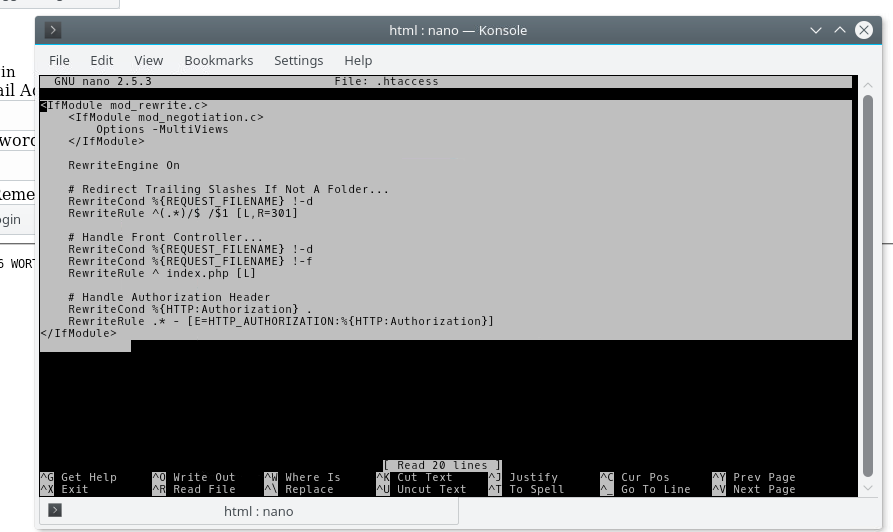 html : nano — Konsole
File Edit View Bookmarks Settings Help
GNU nano 2.5.3 File: .htaccess
<IfModule mod_rewrite.c>
<IfModule mod_negotiation.c>
Options -MultiViews
</IfModule>
RewriteEngine On
# Redirect Trailing Slashes If Not A Folder...
RewriteCond %{REQUEST_FILENAME} !-d
RewriteRule ^(.*)/$ /$1 [L,R=301]
# Handle Front Controller...
RewriteCond %{REQUEST_FILENAME} !-d
RewriteCond %{REQUEST_FILENAME} !-f
RewriteRule ^ index.php [L]
# Handle Authorization Header
RewriteCond %{HTTP:Authorization} .
RewriteRule .* - [E=HTTP_AUTHORIZATION:%{HTTP:Authorization}]
</IfModule>
[ Read 20 lines ]
^G Get Help ^O Write Out ^W Where Is ^K Cut Text ^J Justify ^C Cur Pos ^Y Prev Page
^X Exit ^R Read File ^\ Replace ^U Uncut Text ^T To Spell ^_ Go To Line ^V Next Page
html : nano
in
ail Ac
word
Reme
ogin
6 WORT